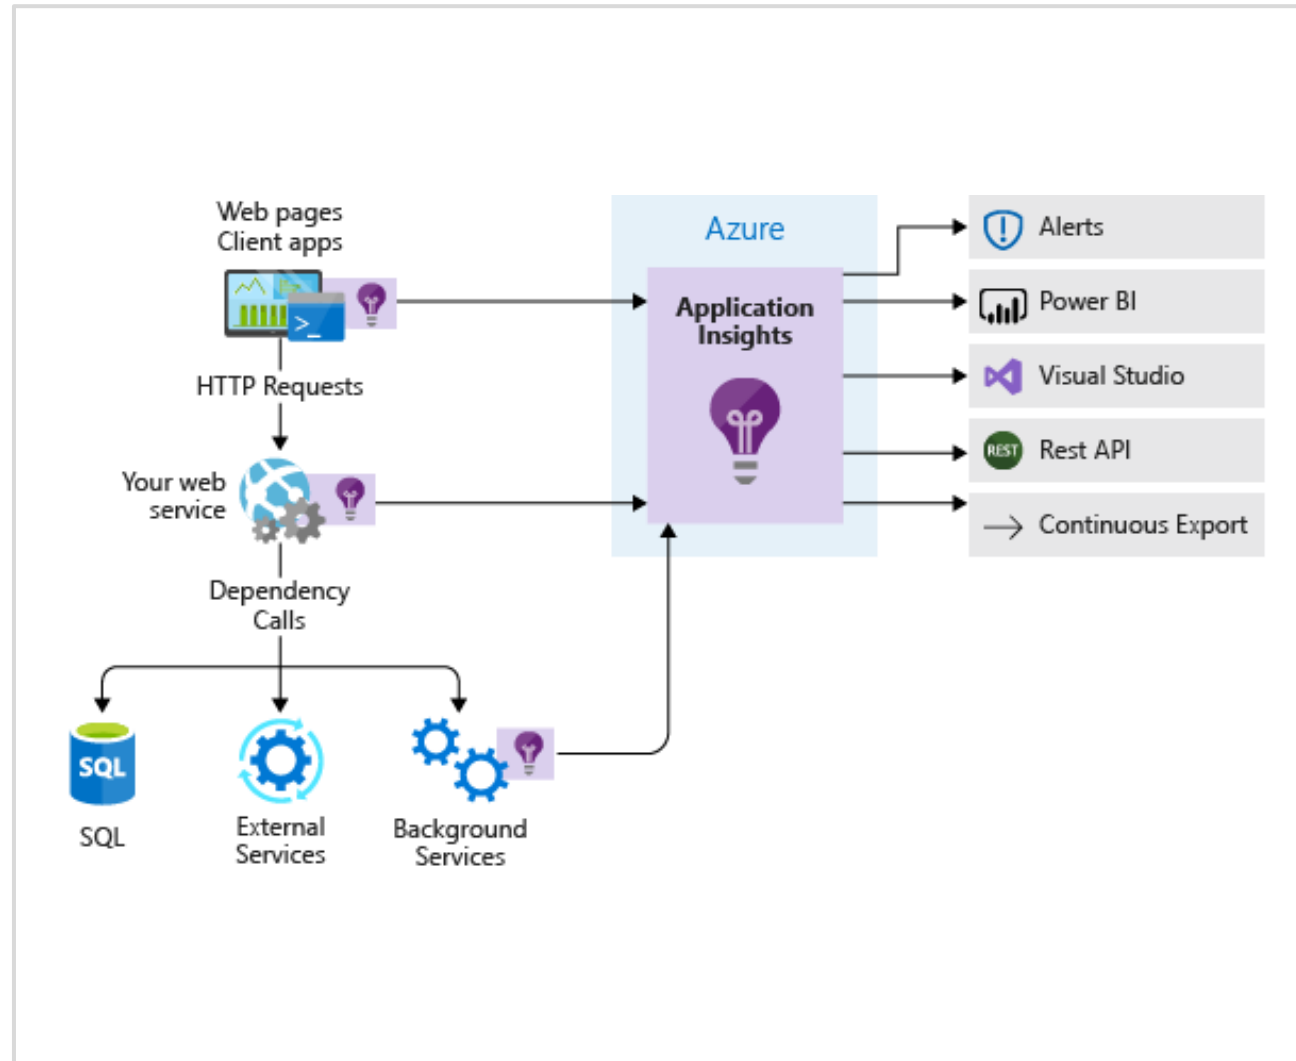 Web pages
Client apps
HTTP Requests
Your web
service
Dependency
Calls
SQL
SQL
External
Services
Background
Services
Azure
Application
Insights
Alerts
Power BI
Visual Studio
REST
Rest API
Continuous Export
>_